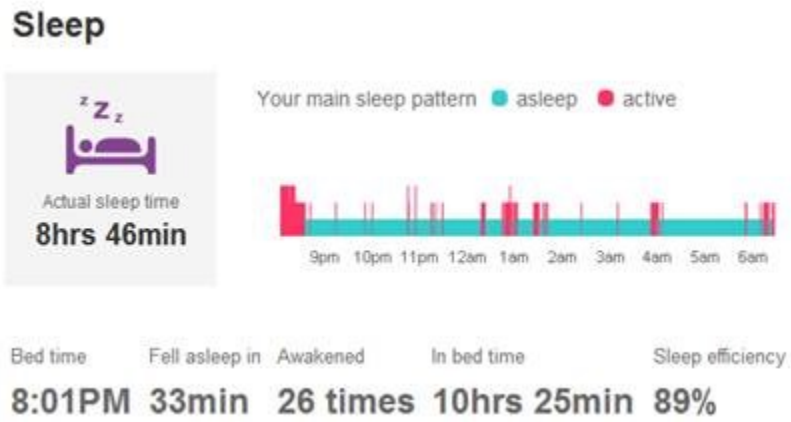 Sleep
z z z
Actual sleep time
8hrs 46min
Your main sleep pattern asleep active
9pm 10pm 11pm 12am 1am 2am 3am 4am 5am 6am
Bed time Fell asleep in Awakened In bed time Sleep efficiency
8:01PM 33min 26 times 10hrs 25min 89%